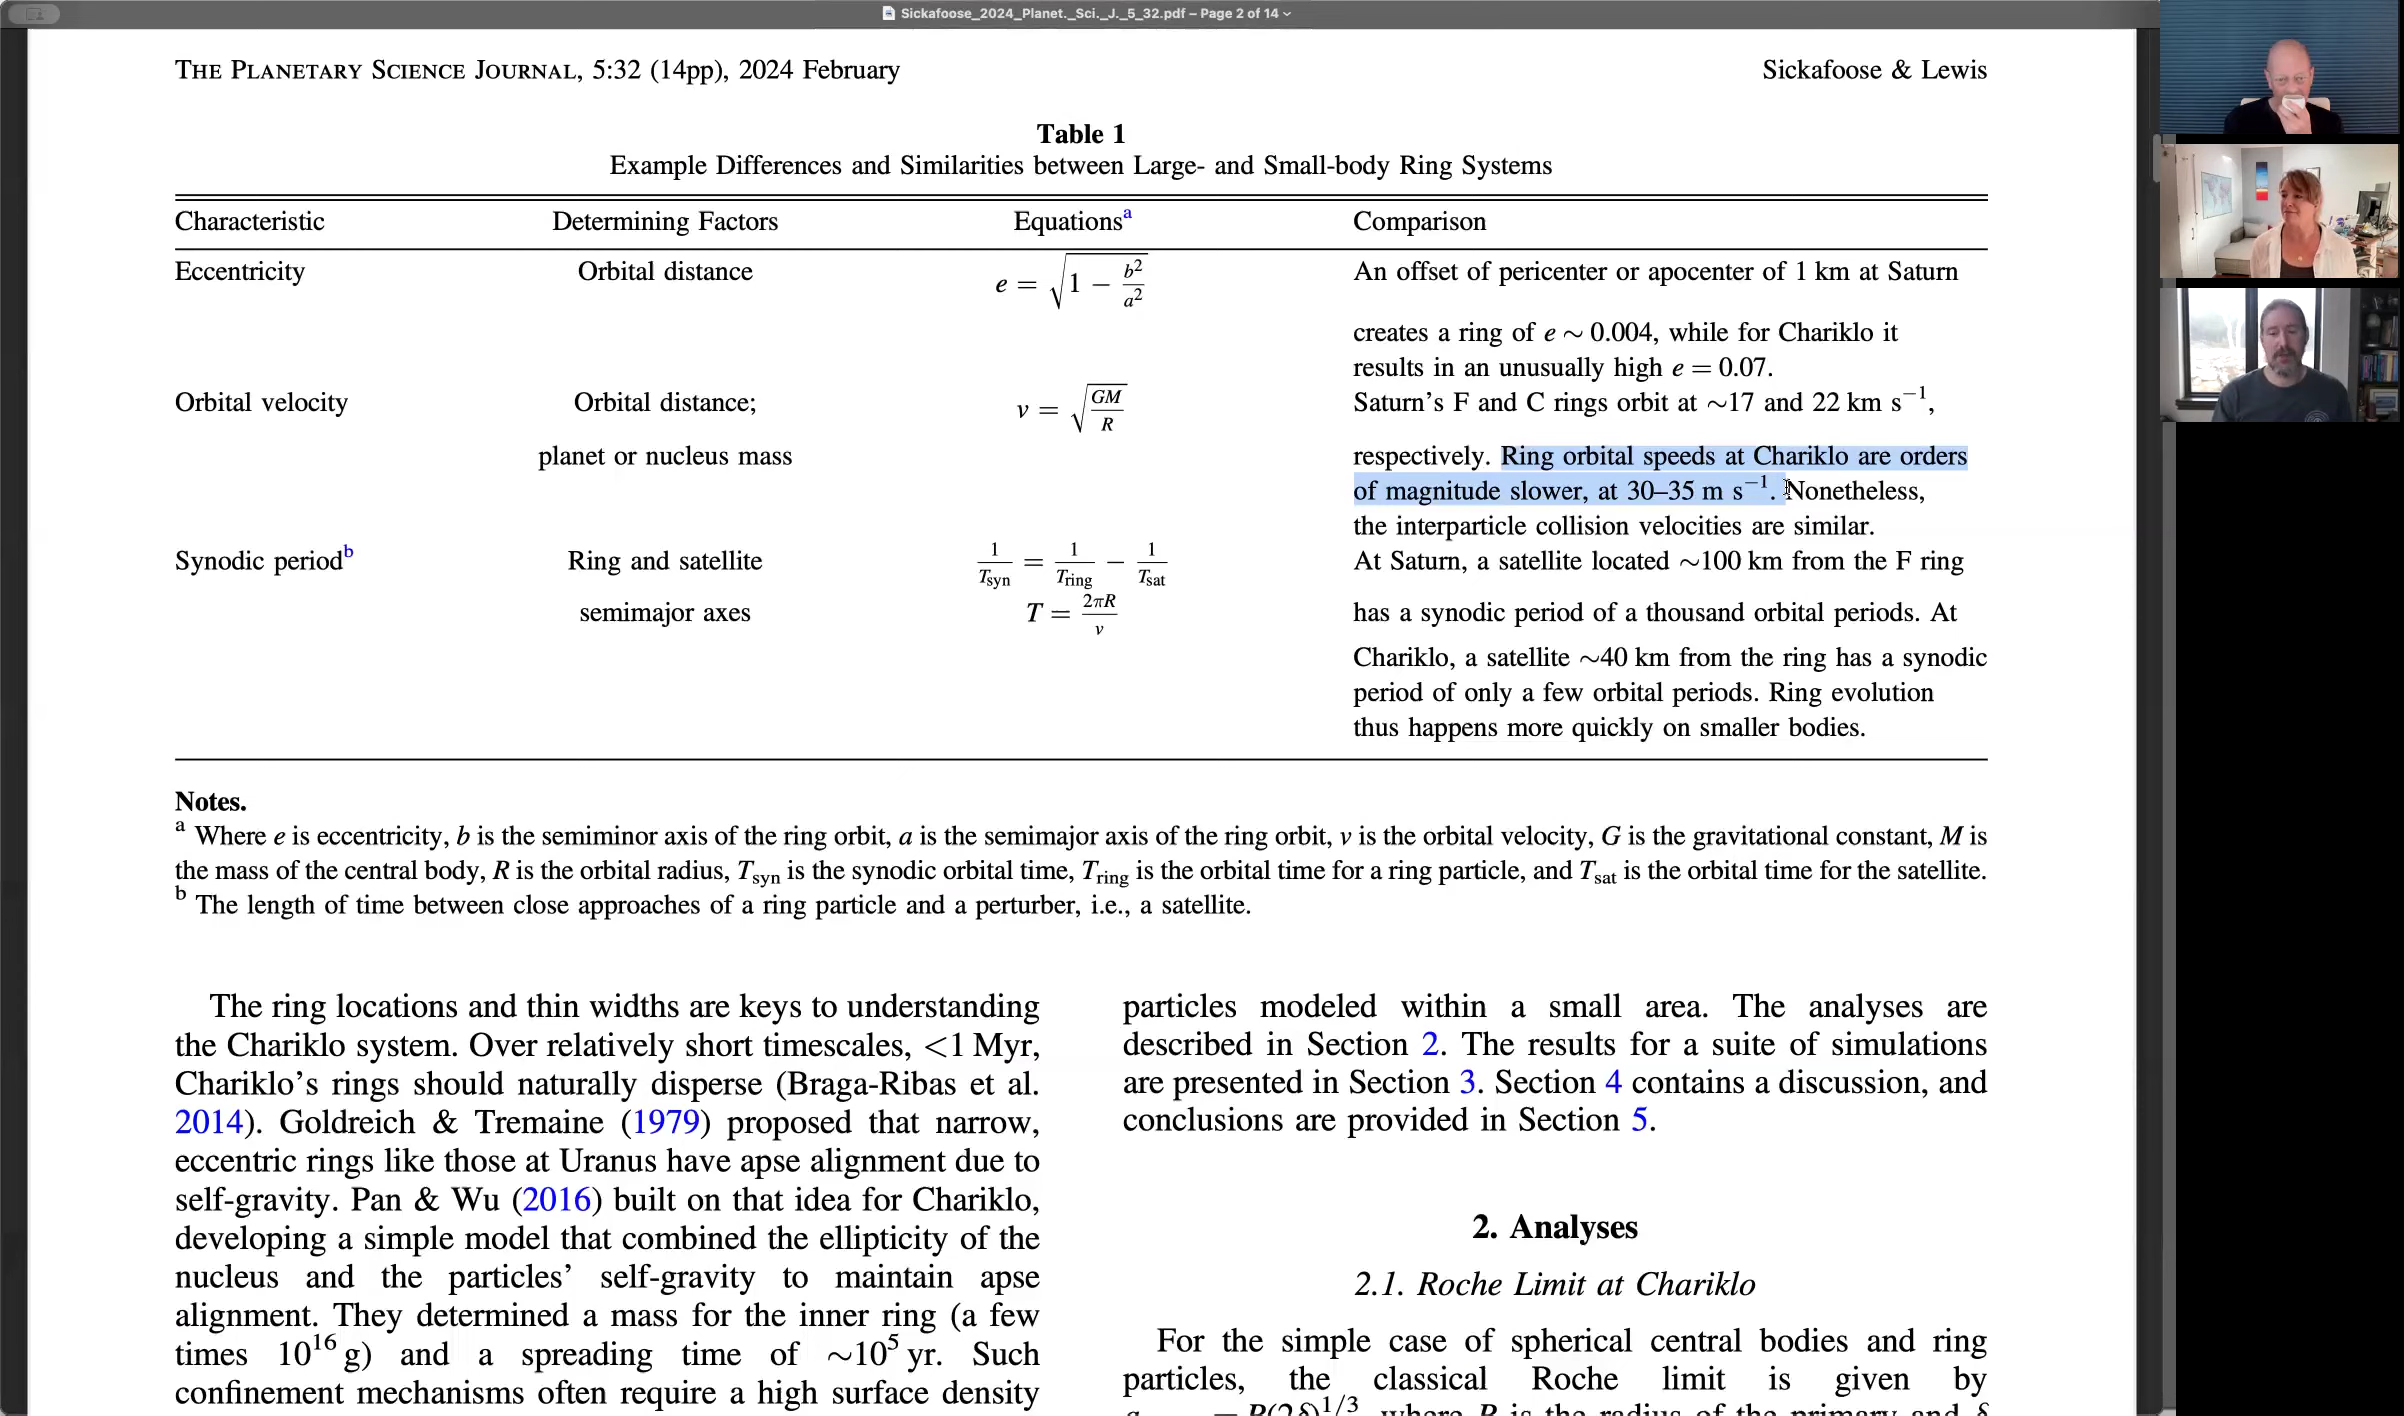 Sickafoose_2024_Planet._Sci._J._5_32.pdf – Page 2 of 14
THE PLANETARY SCIENCE JOURNAL, 5:32 (14pp), 2024 February Sickafoose & Lewis
Table 1
Example Differences and Similarities between Large- and Small-body Ring Systems
Characteristic Determining Factors Equations^a Comparison
Eccentricity Orbital distance e = √(1 − b²/a²) An offset of pericenter or apocenter of 1 km at Saturn
creates a ring of e ∼ 0.004, while for Chariklo it
results in an unusually high e = 0.07.
Orbital velocity Orbital distance; v = √(GM/R) Saturn's F and C rings orbit at ∼17 and 22 km s⁻¹,
planet or nucleus mass respectively. Ring orbital speeds at Chariklo are orders
of magnitude slower, at 30–35 m s⁻¹. Nonetheless,
the interparticle collision velocities are similar.
Synodic period^b Ring and satellite 1/T_syn = 1/T_ring − 1/T_sat At Saturn, a satellite located ∼100 km from the F ring
semimajor axes T = 2πR/v has a synodic period of a thousand orbital periods. At
Chariklo, a satellite ∼40 km from the ring has a synodic
period of only a few orbital periods. Ring evolution
thus happens more quickly on smaller bodies.
Notes.
^a Where e is eccentricity, b is the semiminor axis of the ring orbit, a is the semimajor axis of the ring orbit, v is the orbital velocity, G is the gravitational constant, M is
the mass of the central body, R is the orbital radius, T_syn is the synodic orbital time, T_ring is the orbital time for a ring particle, and T_sat is the orbital time for the satellite.
^b The length of time between close approaches of a ring particle and a perturber, i.e., a satellite.
The ring locations and thin widths are keys to understanding
the Chariklo system. Over relatively short timescales, <1 Myr,
Chariklo's rings should naturally disperse (Braga-Ribas et al.
2014). Goldreich & Tremaine (1979) proposed that narrow,
eccentric rings like those at Uranus have apse alignment due to
self-gravity. Pan & Wu (2016) built on that idea for Chariklo,
developing a simple model that combined the ellipticity of the
nucleus and the particles' self-gravity to maintain apse
alignment. They determined a mass for the inner ring (a few
times 10¹⁶ g) and a spreading time of ∼10⁵ yr. Such
confinement mechanisms often require a high surface density
particles modeled within a small area. The analyses are
described in Section 2. The results for a suite of simulations
are presented in Section 3. Section 4 contains a discussion, and
conclusions are provided in Section 5.
2. Analyses
2.1. Roche Limit at Chariklo
For the simple case of spherical central bodies and ring
particles, the classical Roche limit is given by
= R(2δ)^1/3, where R is the radius of the primary and δ